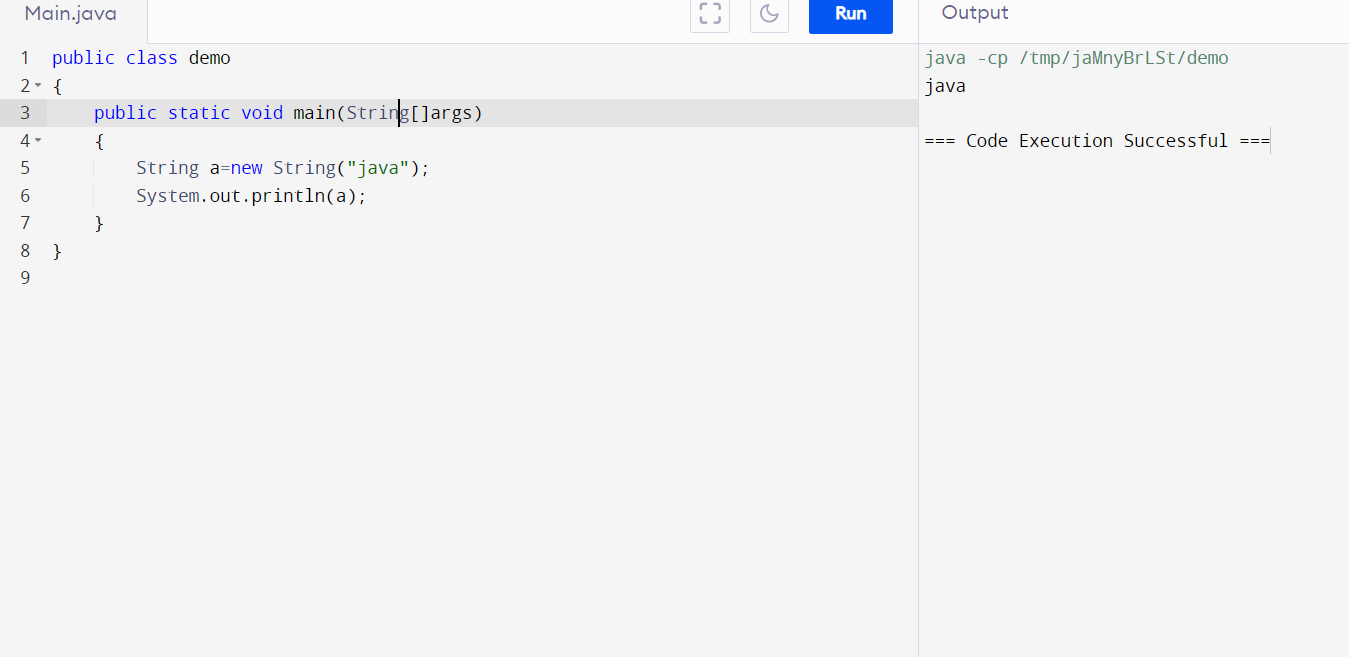 Main.java
Run
Output
1 public class demo
2 {
3 public static void main(String[]args)
4 {
5 String a=new String("java");
6 System.out.println(a);
7 }
8 }
9
java -cp /tmp/jaMnyBrLSt/demo
java
=== Code Execution Successful ===